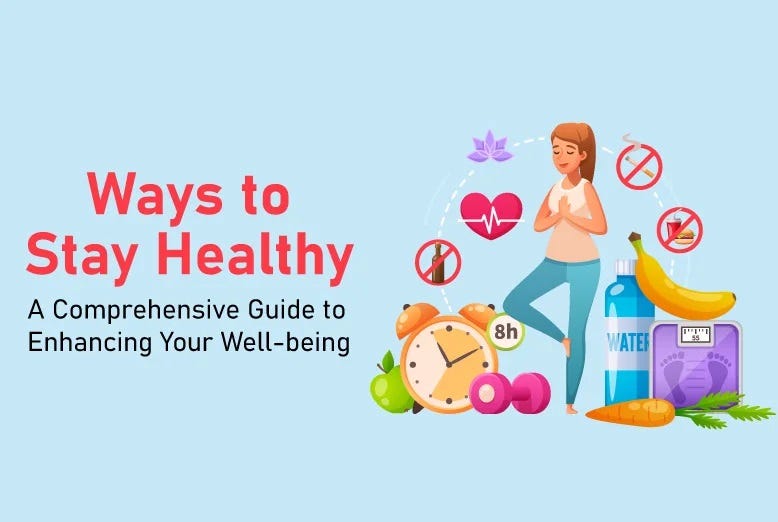 Ways to
Stay Healthy
A Comprehensive Guide to
Enhancing Your Well-being
8h
WATER
55